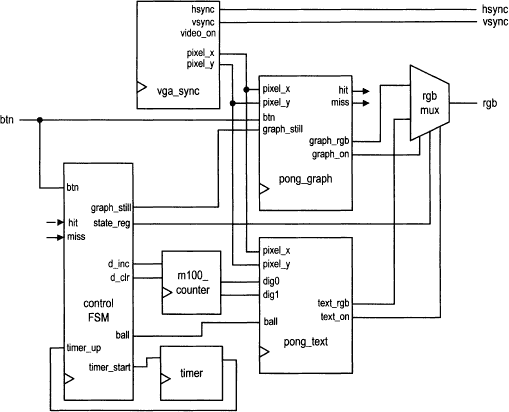 hsync
vsync
video_on
pixel_x
pixel_y
vga_sync
hsync
vsync
btn
pixel_x
pixel_y
btn
graph_still
hit
miss
graph_rgb
graph_on
pong_graph
rgb
mux
rgb
btn
graph_still
hit
state_reg
miss
d_inc
d_clr
control
FSM
ball
timer_up
timer_start
m100_
counter
timer
pixel_x
pixel_y
dig0
dig1
ball
text_rgb
text_on
pong_text